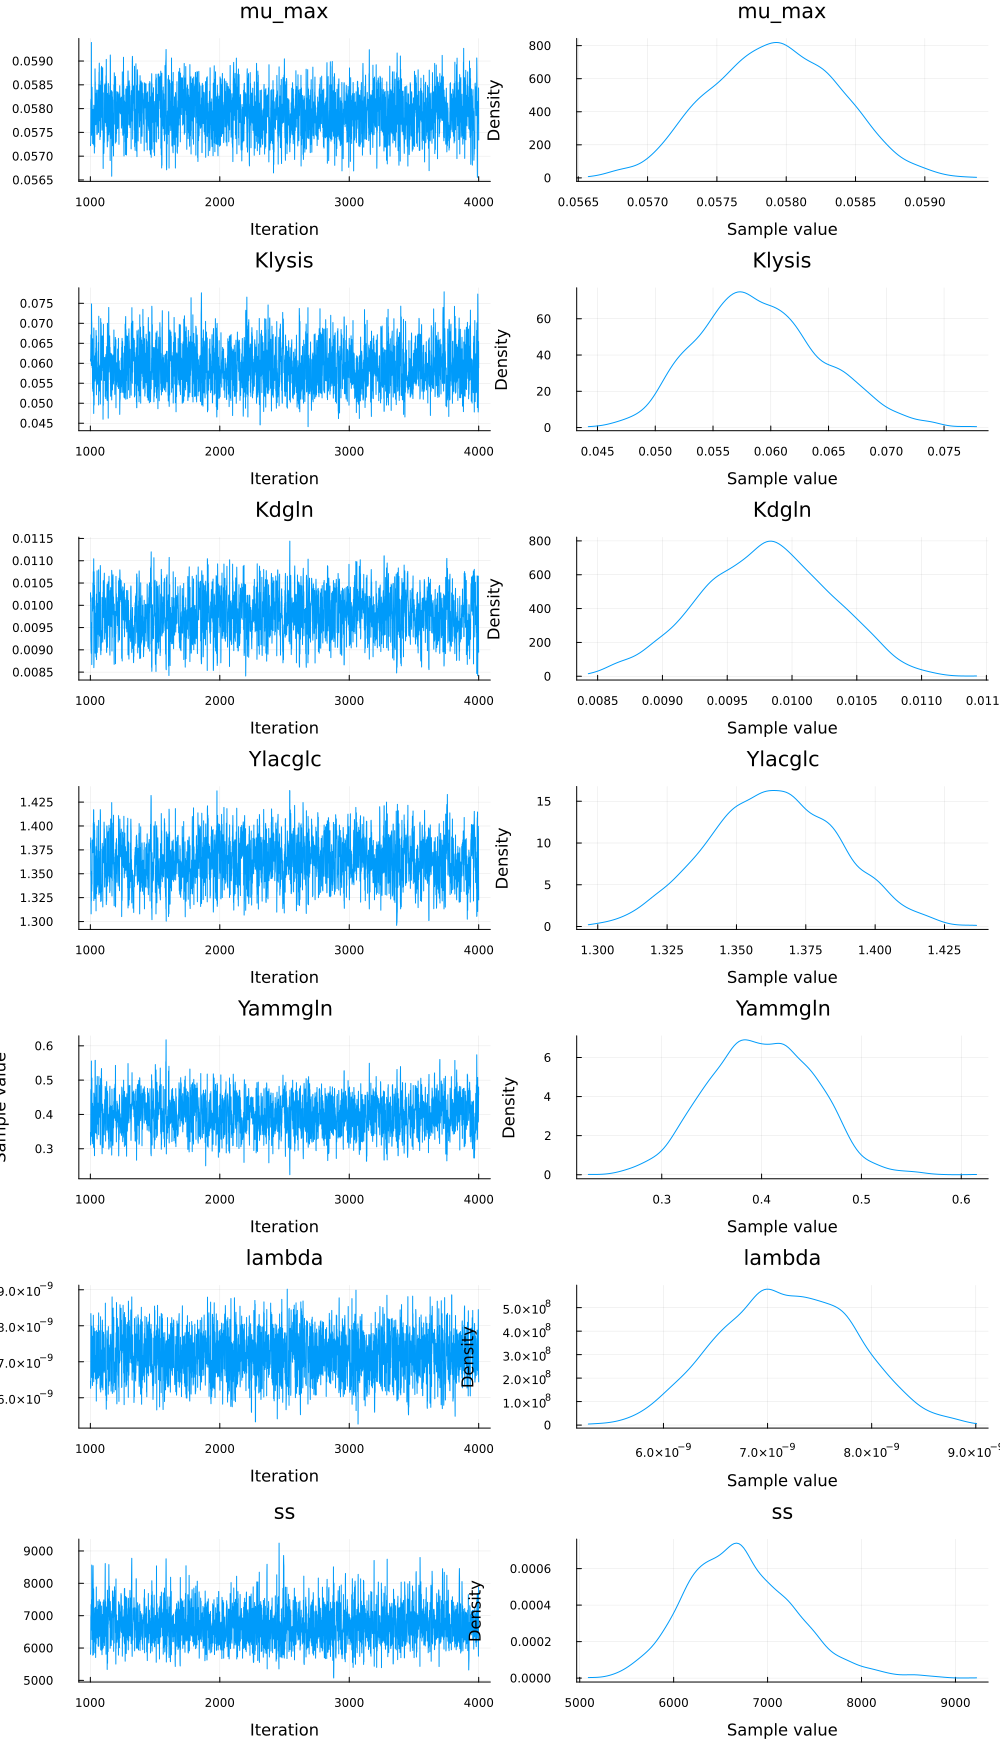 mu_max mu_max
0.0590
0.0585
0.0580
0.0575
0.0570
0.0565
1000 2000 3000 4000
Iteration
Density
800
600
400
200
0
0.0565 0.0570 0.0575 0.0580 0.0585 0.0590
Sample value
Klysis Klysis
0.075
0.070
0.065
0.060
0.055
0.050
0.045
1000 2000 3000 4000
Iteration
Density
60
40
20
0
0.045 0.050 0.055 0.060 0.065 0.070 0.075
Sample value
Kdgln Kdgln
0.0115
0.0110
0.0105
0.0100
0.0095
0.0090
0.0085
1000 2000 3000 4000
Iteration
Density
800
600
400
200
0
0.0085 0.0090 0.0095 0.0100 0.0105 0.0110 0.011
Sample value
Ylacglc Ylacglc
1.425
1.400
1.375
1.350
1.325
1.300
1000 2000 3000 4000
Iteration
Density
15
10
5
0
1.300 1.325 1.350 1.375 1.400 1.425
Sample value
Yammgln Yammgln
Sample value
0.6
0.5
0.4
0.3
1000 2000 3000 4000
Iteration
Density
6
4
2
0
0.3 0.4 0.5 0.6
Sample value
lambda lambda
9.0×10⁻⁹
8.0×10⁻⁹
7.0×10⁻⁹
6.0×10⁻⁹
1000 2000 3000 4000
Iteration
Density
5.0×10⁸
4.0×10⁸
3.0×10⁸
2.0×10⁸
1.0×10⁸
0
6.0×10⁻⁹ 7.0×10⁻⁹ 8.0×10⁻⁹ 9.0×10⁻⁹
Sample value
ss ss
9000
8000
7000
6000
5000
1000 2000 3000 4000
Iteration
Density
0.0006
0.0004
0.0002
0.0000
5000 6000 7000 8000 9000
Sample value